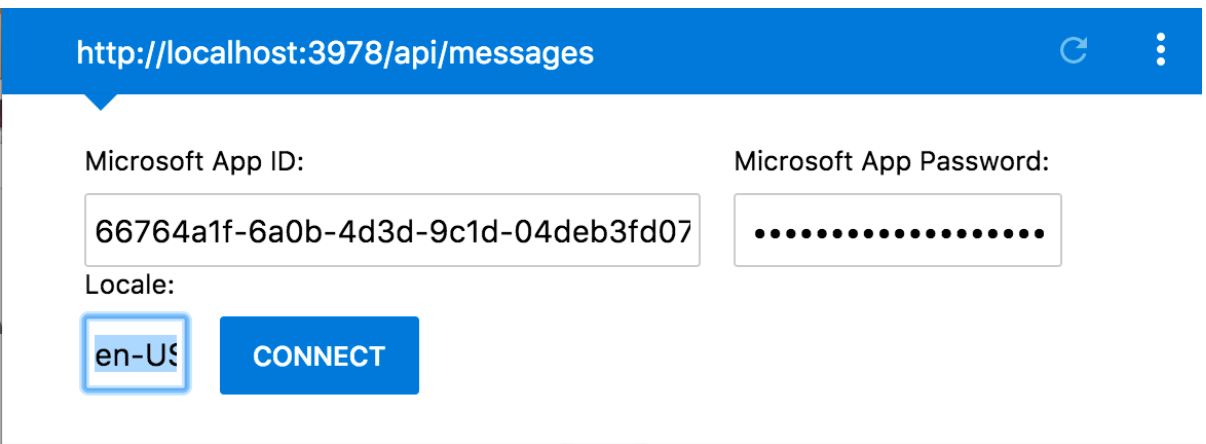 http://localhost:3978/api/messages
Microsoft App ID:
Microsoft App Password:
66764a1f-6a0b-4d3d-9c1d-04deb3fd07
••••••••••••••••••••
Locale:
en-US
CONNECT